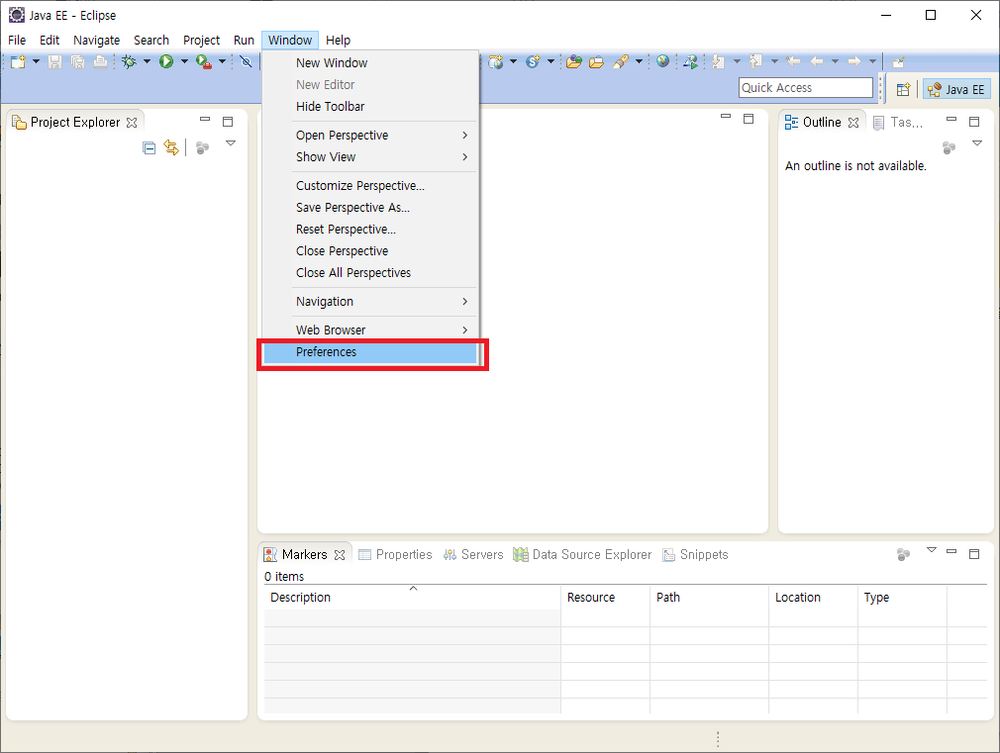 Java EE - Eclipse
File Edit Navigate Search Project Run Window Help
New Window
New Editor
Hide Toolbar
Open Perspective
Show View
Customize Perspective...
Save Perspective As...
Reset Perspective...
Close Perspective
Close All Perspectives
Navigation
Web Browser
Preferences
Quick Access
Java EE
Project Explorer
Outline Tas...
An outline is not available.
Markers Properties Servers Data Source Explorer Snippets
0 items
Description Resource Path Location Type